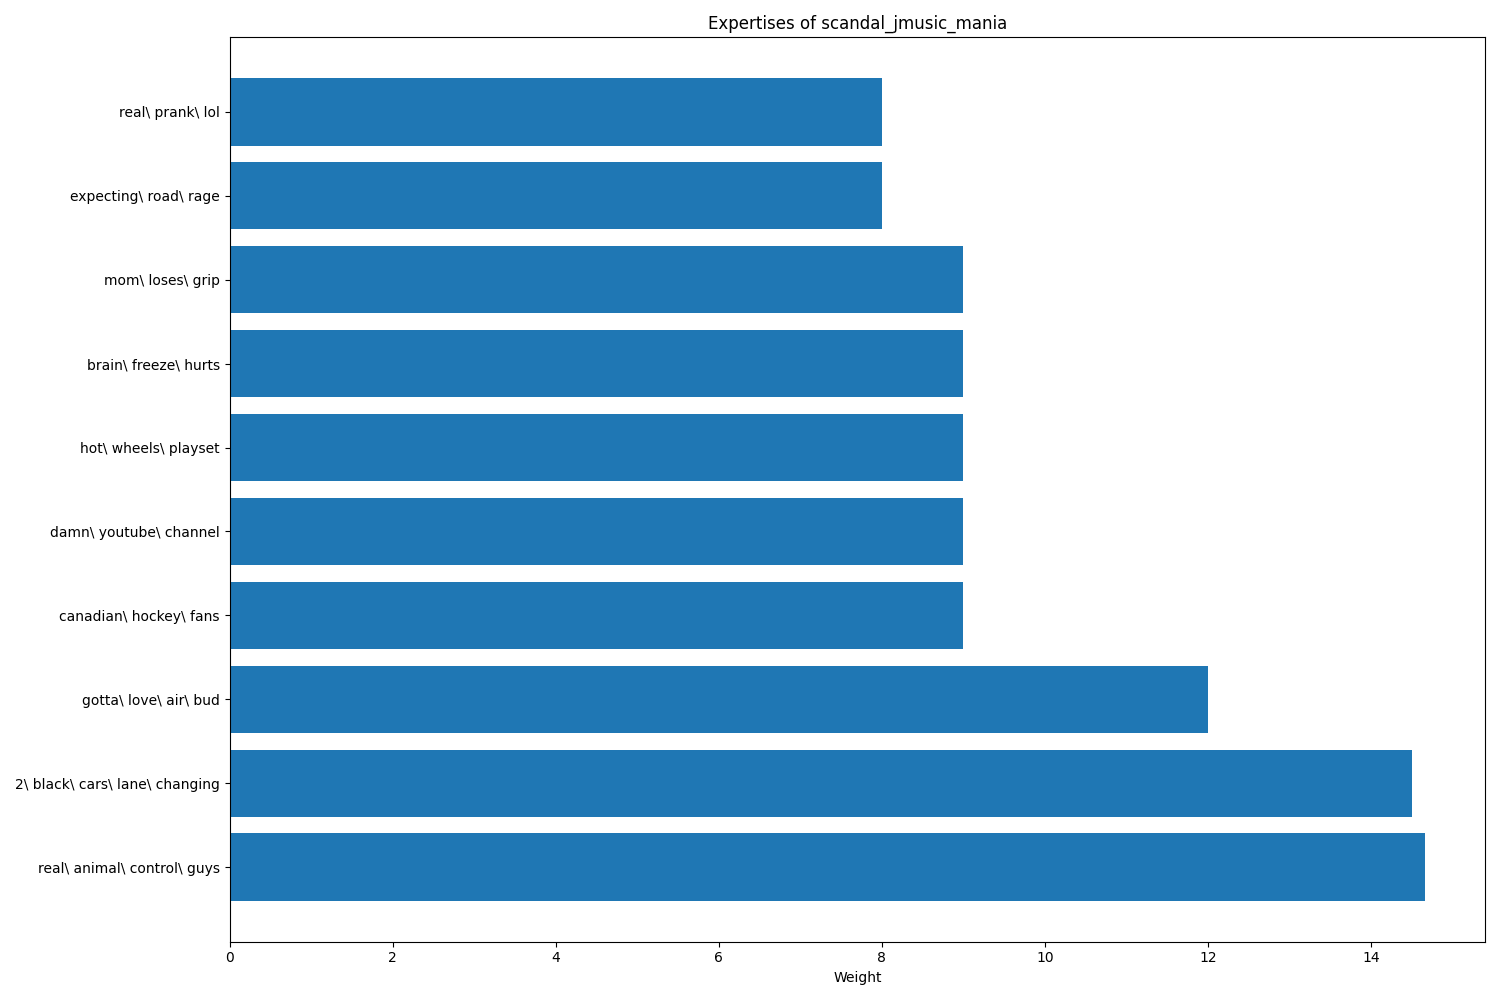 Expertises of scandal_jmusic_mania
real\ prank\ lol
expecting\ road\ rage
mom\ loses\ grip
brain\ freeze\ hurts
hot\ wheels\ playset
damn\ youtube\ channel
canadian\ hockey\ fans
gotta\ love\ air\ bud
2\ black\ cars\ lane\ changing
real\ animal\ control\ guys
0 2 4 6 8 10 12 14
Weight